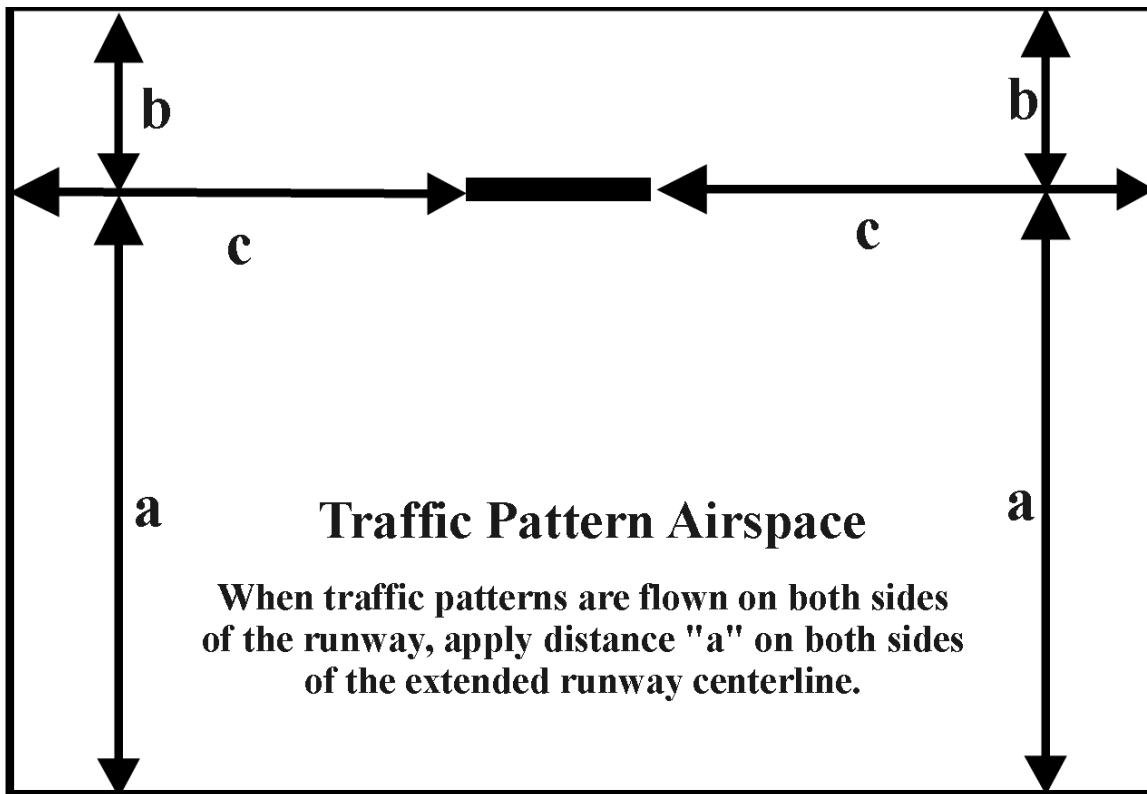 b
b
c
c
a
a
Traffic Pattern Airspace
When traffic patterns are flown on both sides
of the runway, apply distance "a" on both sides
of the extended runway centerline.